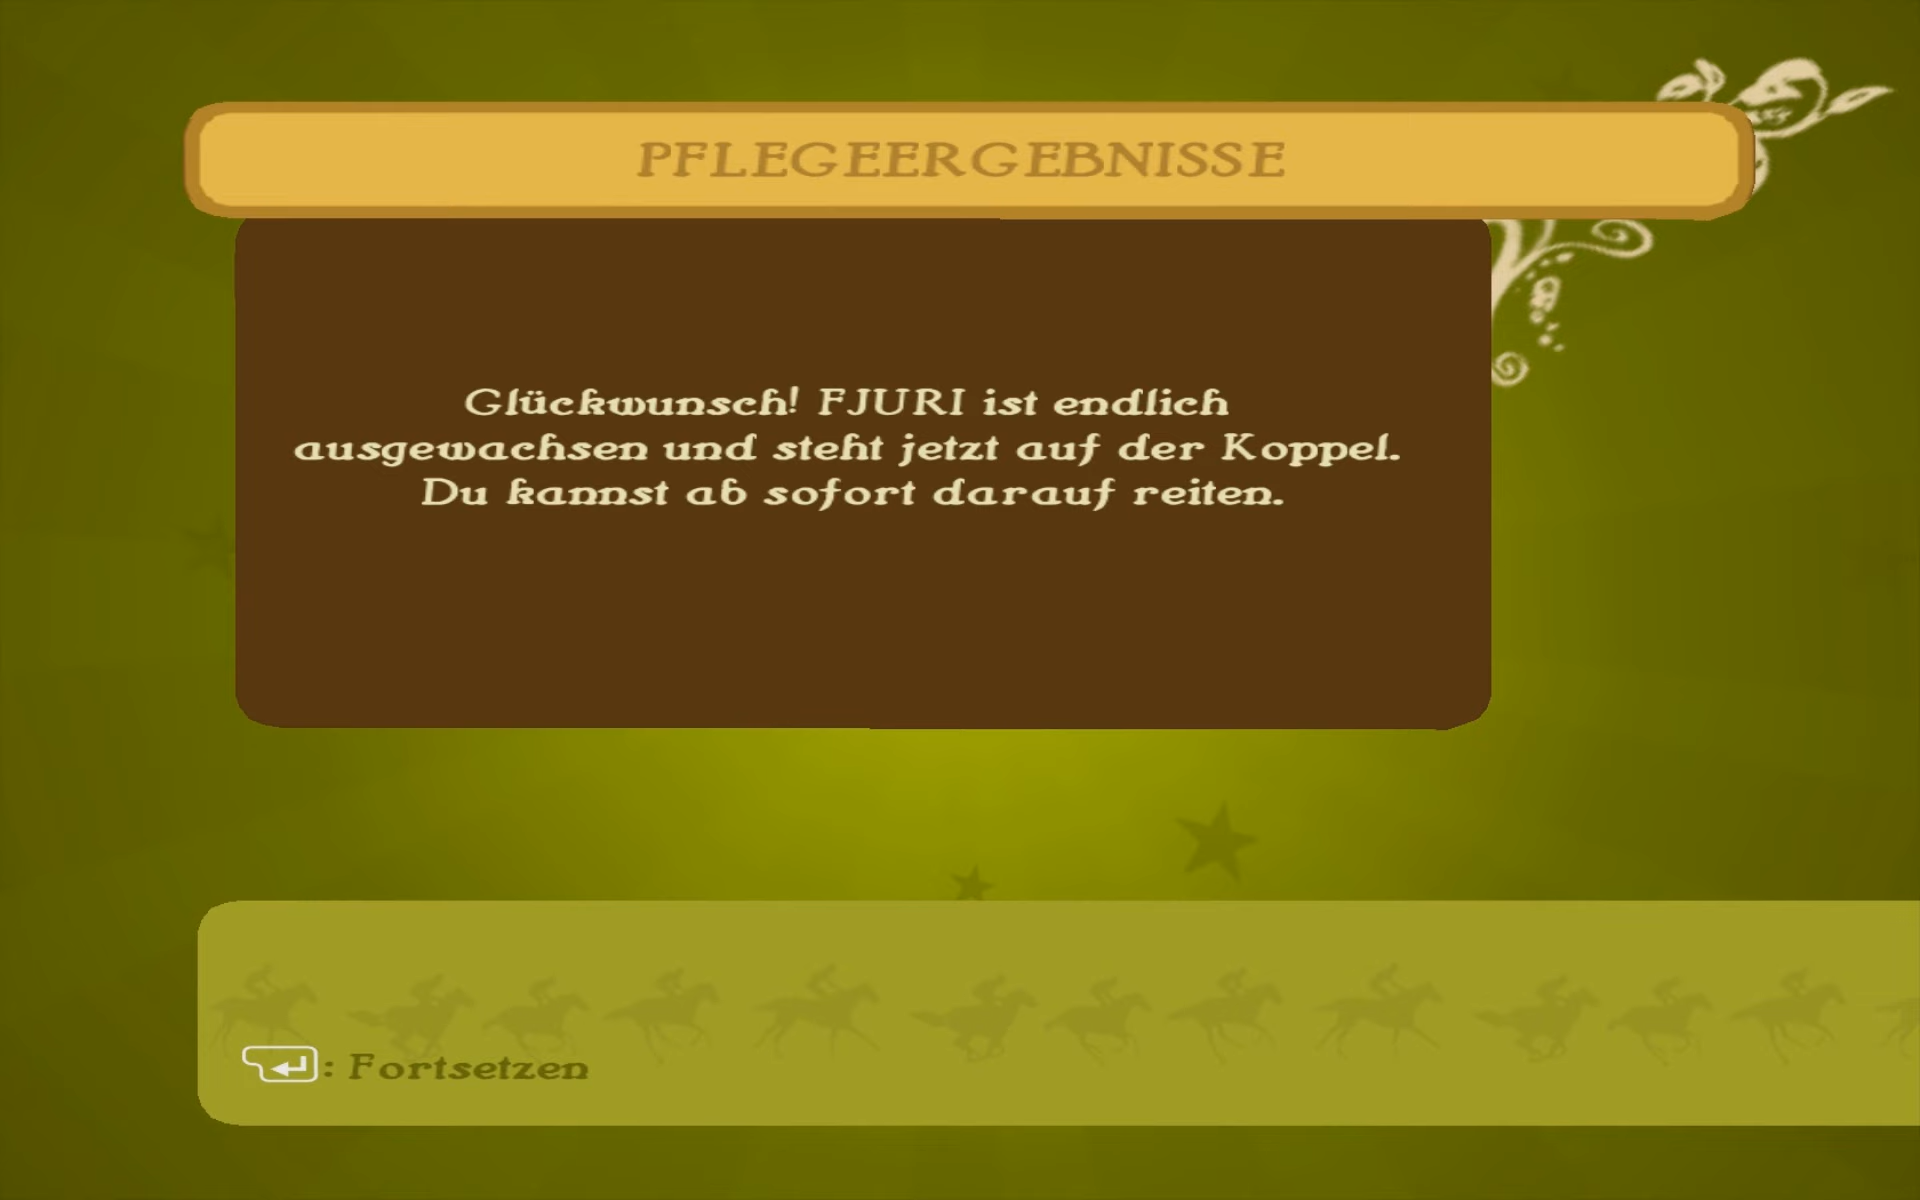 PFLEGEERGEBNISSE
Glückwunsch! FJURI ist endlich
ausgewachsen und steht jetzt auf der Koppel.
Du kannst ab sofort darauf reiten.
: Fortsetzen